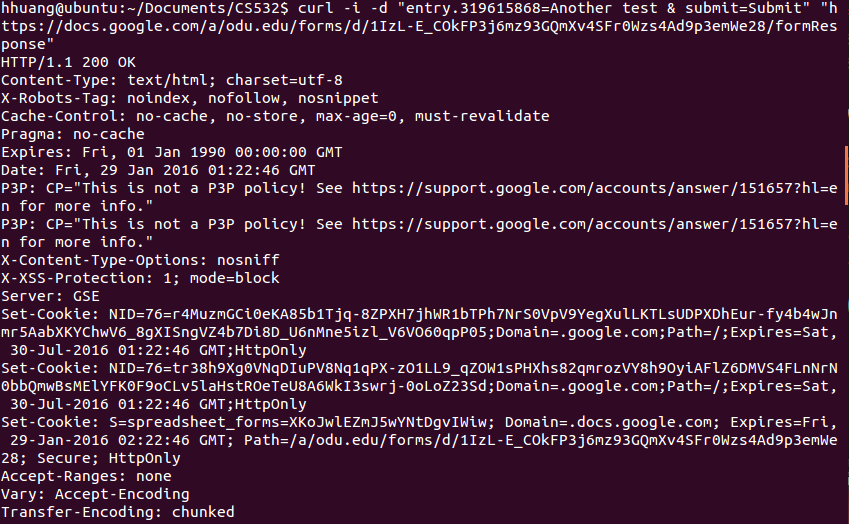 hhuang@ubuntu:~/Documents/CS532$ curl -i -d "entry.319615868=Another test & submit=Submit" "h
ttps://docs.google.com/a/odu.edu/forms/d/1IzL-E_COkFP3j6mz93GQmXv4SFr0Wzs4Ad9p3emWe28/formRes
ponse"
HTTP/1.1 200 OK
Content-Type: text/html; charset=utf-8
X-Robots-Tag: noindex, nofollow, nosnippet
Cache-Control: no-cache, no-store, max-age=0, must-revalidate
Pragma: no-cache
Expires: Fri, 01 Jan 1990 00:00:00 GMT
Date: Fri, 29 Jan 2016 01:22:46 GMT
P3P: CP="This is not a P3P policy! See https://support.google.com/accounts/answer/151657?hl=e
n for more info."
P3P: CP="This is not a P3P policy! See https://support.google.com/accounts/answer/151657?hl=e
n for more info."
X-Content-Type-Options: nosniff
X-XSS-Protection: 1; mode=block
Server: GSE
Set-Cookie: NID=76=r4MuzmGCi0eKA85b1Tjq-8ZPXH7jhWR1bTPh7NrS0VpV9YegXulLKTLsUDPXDhEur-fy4b4wJn
mr5AabXKYChwV6_8gXISngVZ4b7Di8D_U6nMne5izl_V6VO60qpP05;Domain=.google.com;Path=/;Expires=Sat,
 30-Jul-2016 01:22:46 GMT;HttpOnly
Set-Cookie: NID=76=tr38h9Xg0VNqDIuPV8Nq1qPX-zO1LL9_qZOW1sPHXhs82qmrozVY8h9OyiAFlZ6DMVS4FLnNrN
0bbQmwBsMElYFK0F9oCLv5laHstROeTeU8A6WkI3swrj-0oLoZ23Sd;Domain=.google.com;Path=/;Expires=Sat,
 30-Jul-2016 01:22:46 GMT;HttpOnly
Set-Cookie: S=spreadsheet_forms=XKoJwlEZmJ5wYNtDgvIWiw; Domain=.docs.google.com; Expires=Fri,
 29-Jan-2016 02:22:46 GMT; Path=/a/odu.edu/forms/d/1IzL-E_COkFP3j6mz93GQmXv4SFr0Wzs4Ad9p3emWe
28; Secure; HttpOnly
Accept-Ranges: none
Vary: Accept-Encoding
Transfer-Encoding: chunked